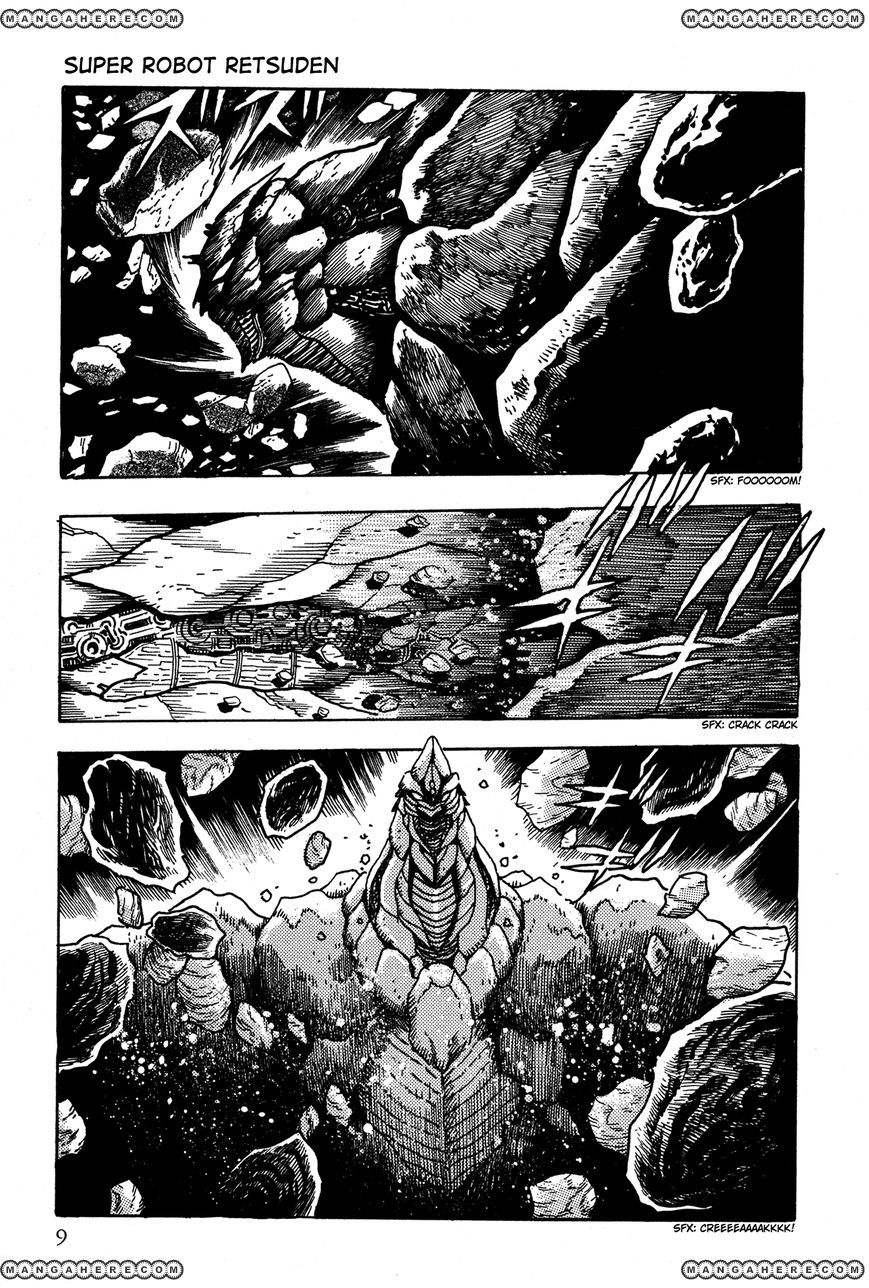 MANGAHERE.COM
MANGAHERE.COM
SUPER ROBOT RETSUDEN
ズズ
SFX: FOOOOOOM!
SFX: CRACK CRACK
SFX: CREEEEAAAAKKKK!
9
MANGAHERE.COM
MANGAHERE.COM